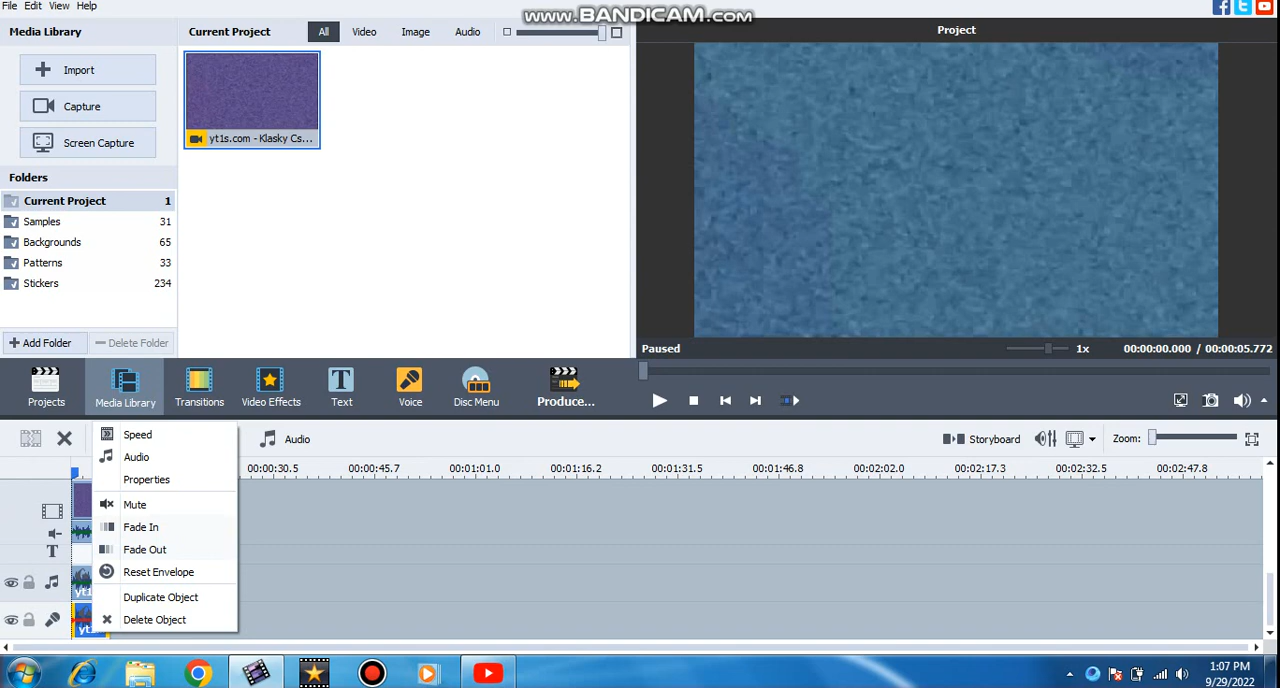 File Edit View Help
www.BANDICAM.com
Media Library
Current Project All Video Image Audio
Project
Import
Capture
Screen Capture
yt1s.com - Klasky Cs...
Folders
Current Project 1
Samples 31
Backgrounds 65
Patterns 33
Stickers 234
Add Folder Delete Folder
Paused 1x 00:00:00.000 / 00:00:05.772
Projects Media Library Transitions Video Effects Text Voice Disc Menu Produce...
Audio Storyboard Zoom:
00:00:30.5 00:00:45.7 00:01:01.0 00:01:16.2 00:01:31.5 00:01:46.8 00:02:02.0 00:02:17.3 00:02:32.5 00:02:47.8
Speed
Audio
Properties
Mute
Fade In
Fade Out
Reset Envelope
Duplicate Object
Delete Object
1:07 PM
9/29/2022